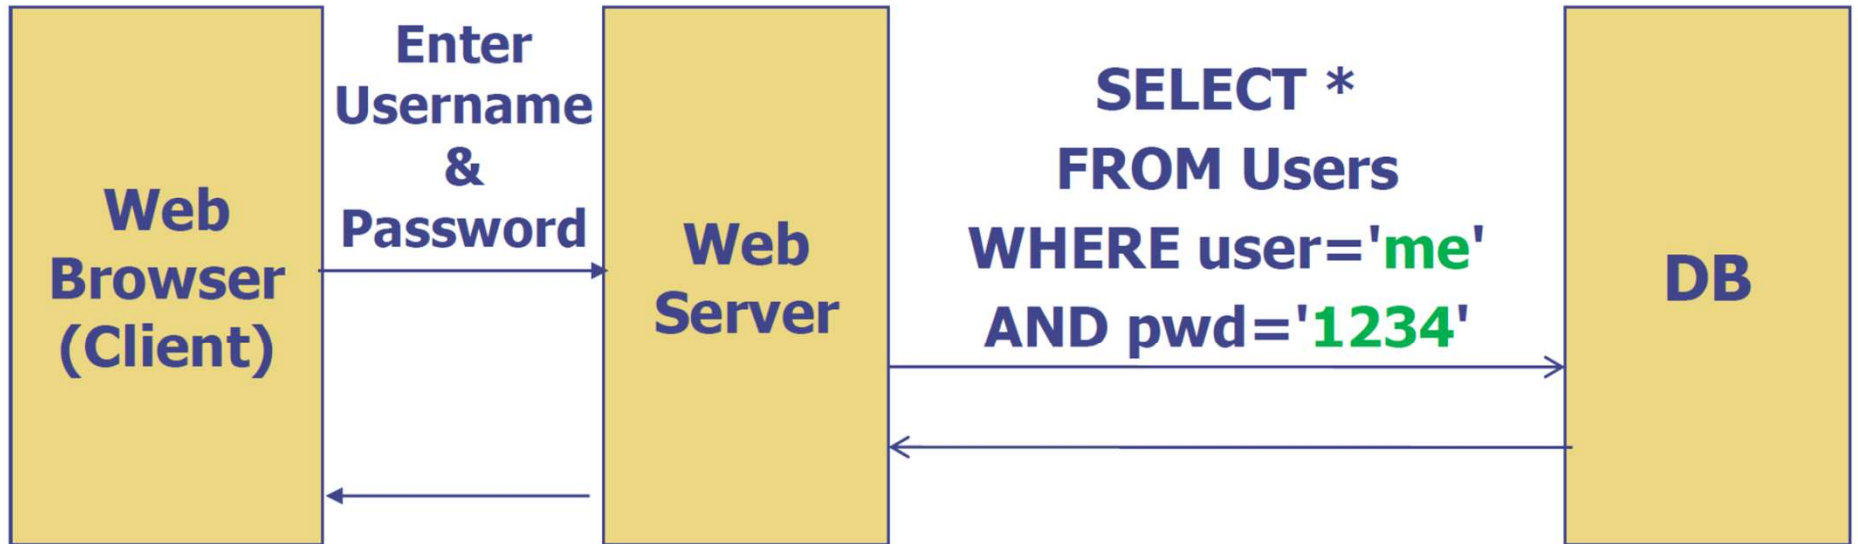 Web
Browser
(Client)
Enter
Username
&
Password
Web
Server
SELECT *
FROM Users
WHERE user='me'
AND pwd='1234'
DB